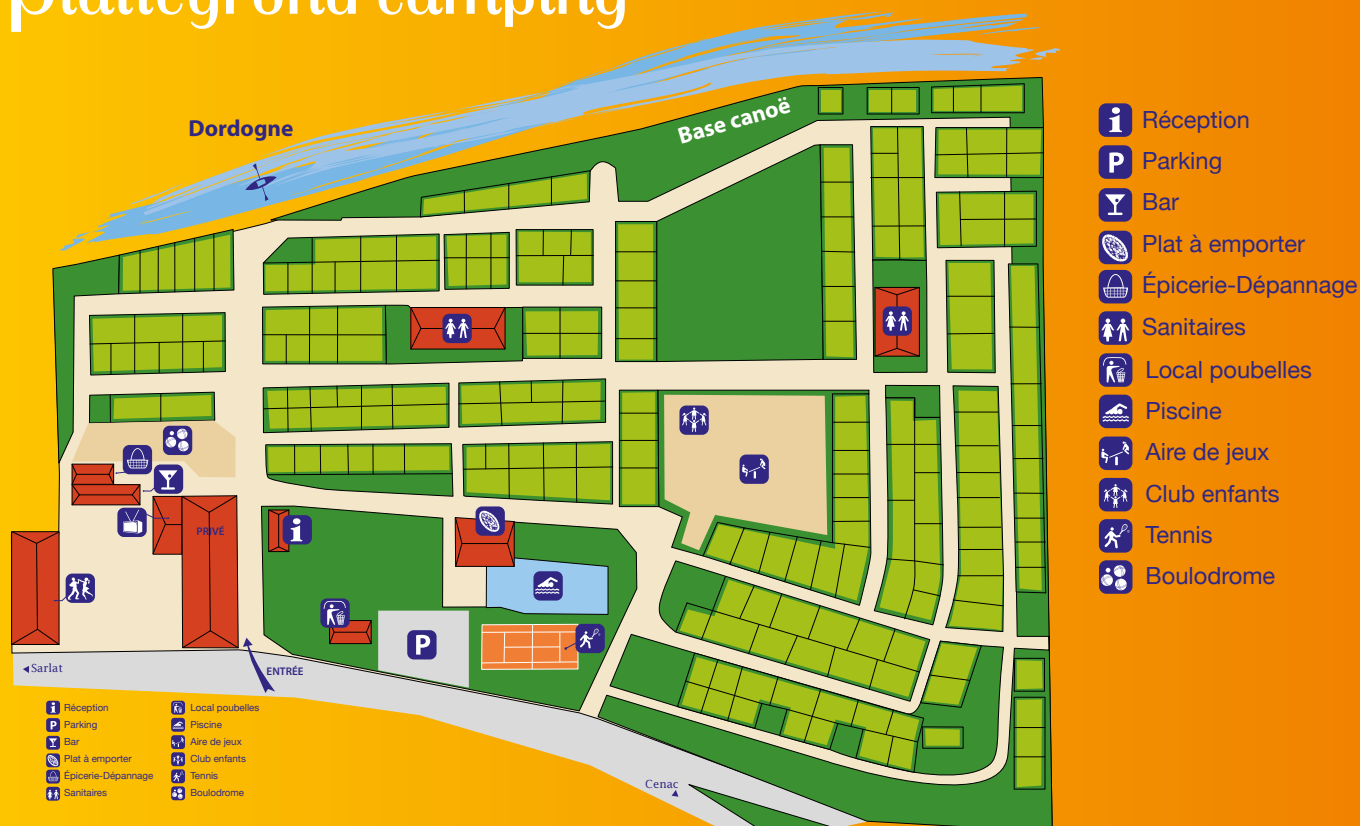 plattegrond camping
Dordogne
Base canoë
PRIVÉ
P
ENTRÉE
Sarlat
Cenac
Réception
Parking
Bar
Plat à emporter
Épicerie-Dépannage
Sanitaires
Local poubelles
Piscine
Aire de jeux
Club enfants
Tennis
Boulodrome
Réception
Parking
Bar
Plat à emporter
Épicerie-Dépannage
Sanitaires
Local poubelles
Piscine
Aire de jeux
Club enfants
Tennis
Boulodrome